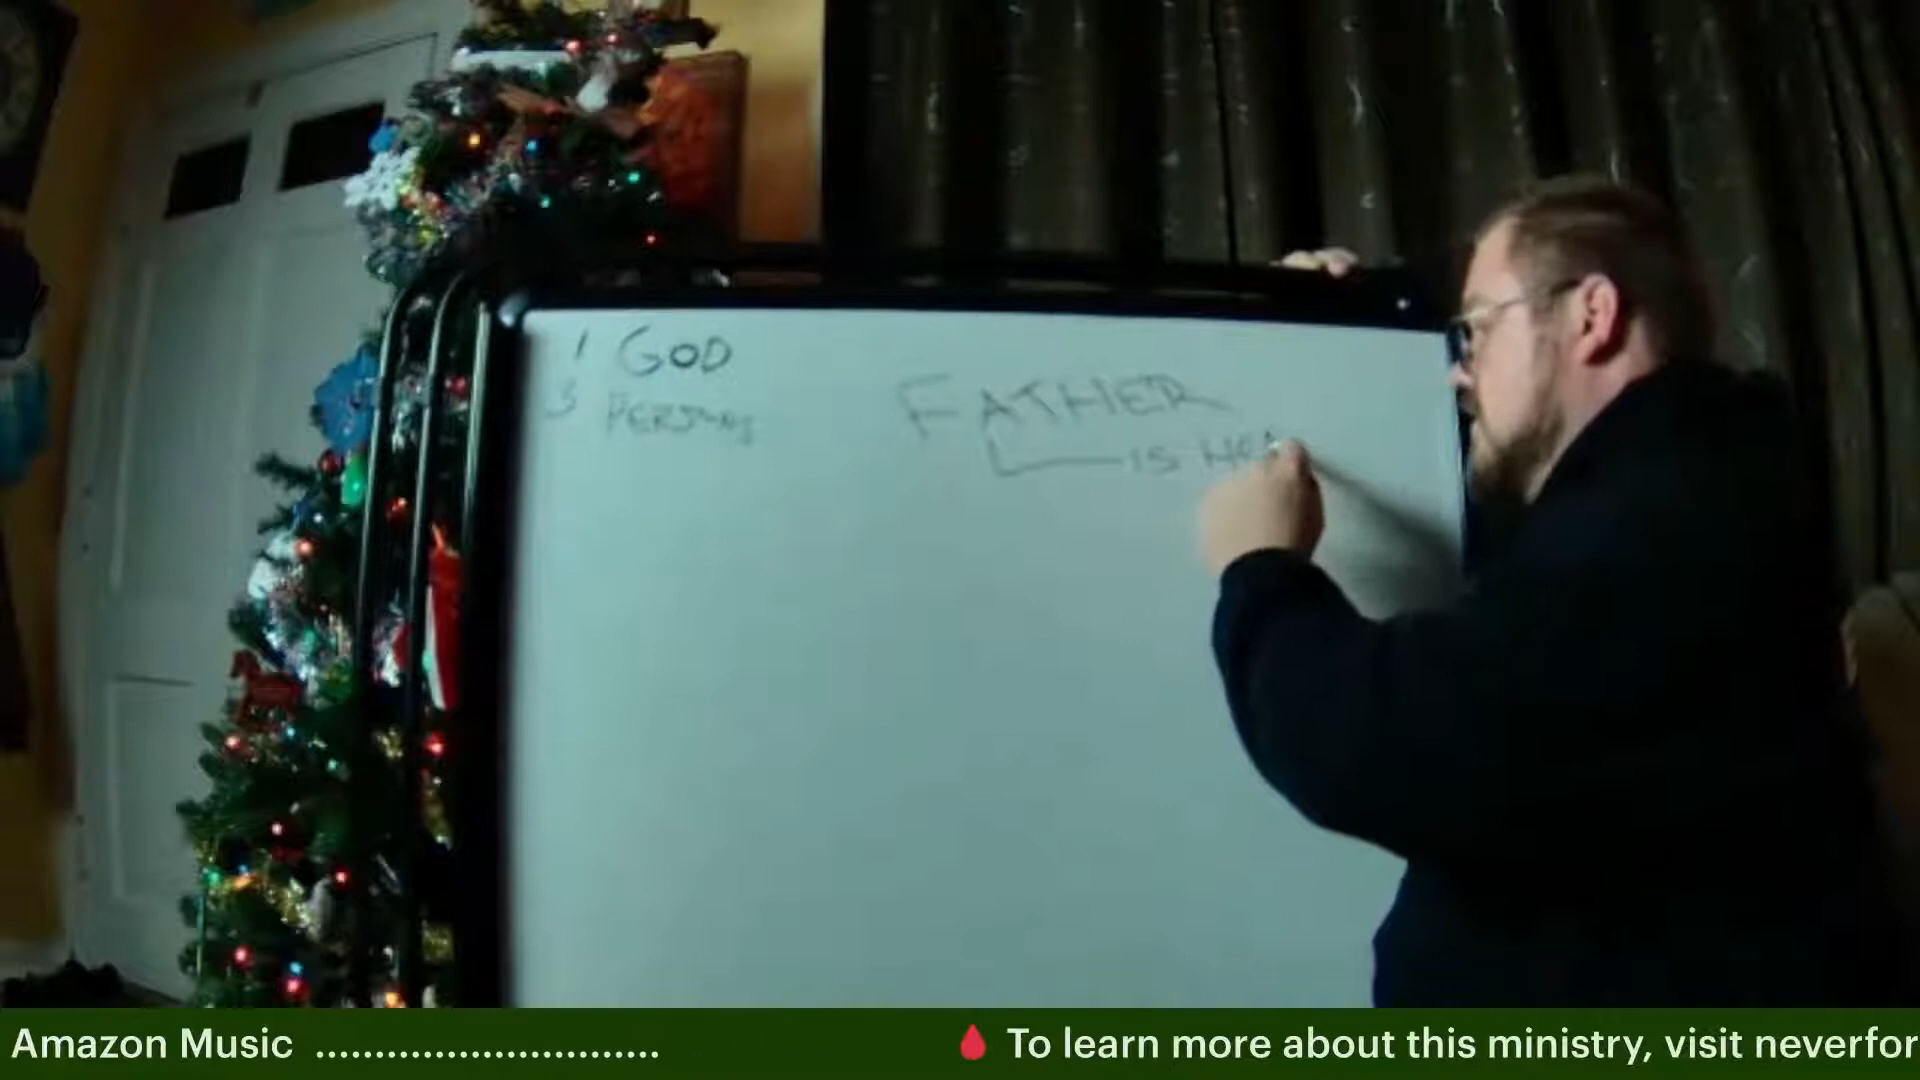 1 GOD
3 PERSONS
FATHER
IS
Amazon Music ............................. 🩸 To learn more about this ministry, visit neverfor